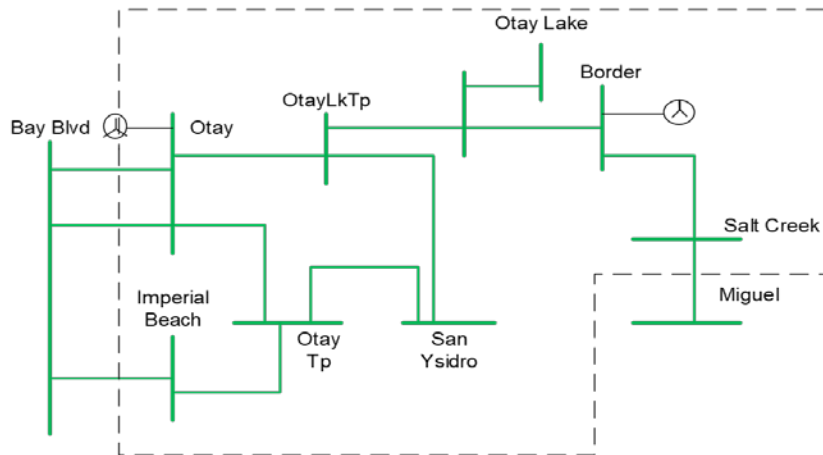 Otay Lake
Border
OtayLkTp
Bay Blvd
Otay
Salt Creek
Miguel
Imperial
Beach
Otay
Tp
San
Ysidro